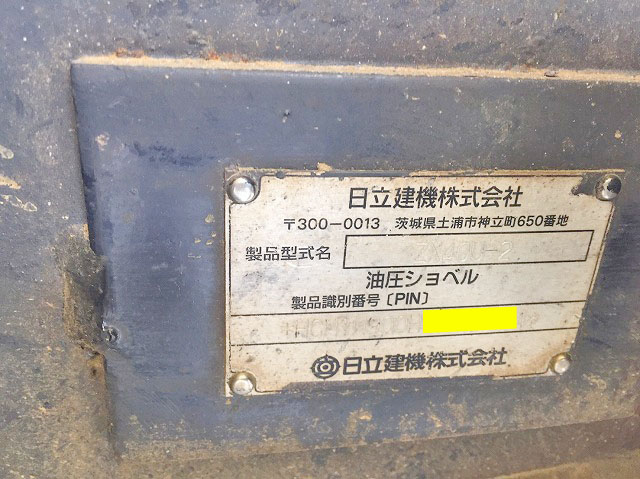 日立建機株式会社
〒300-0013 茨城県土浦市神立町650番地
製品型式名
油圧ショベル
製品識別番号〔PIN〕
日立建機株式会社